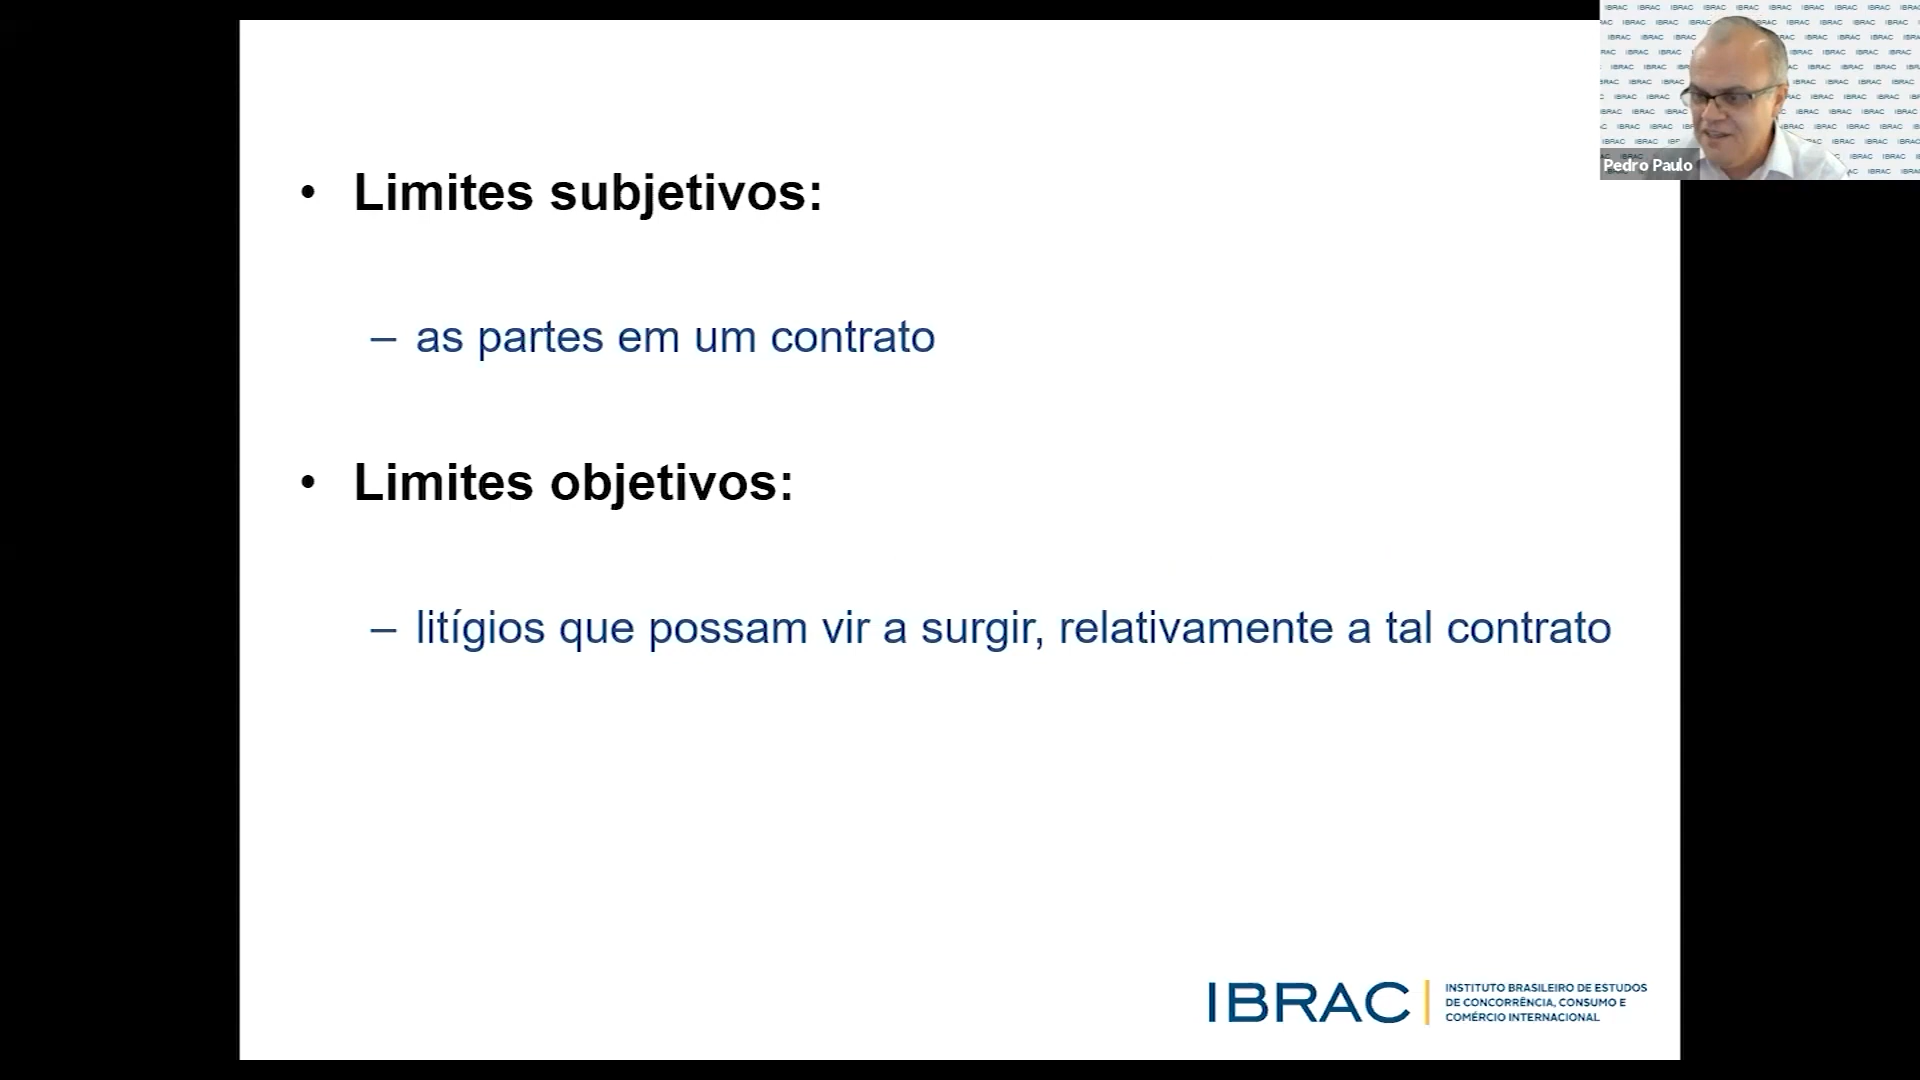 • Limites subjetivos:
– as partes em um contrato
• Limites objetivos:
– litígios que possam vir a surgir, relativamente a tal contrato
IBRAC
INSTITUTO BRASILEIRO DE ESTUDOS
DE CONCORRÊNCIA, CONSUMO E
COMÉRCIO INTERNACIONAL
Pedro Paulo